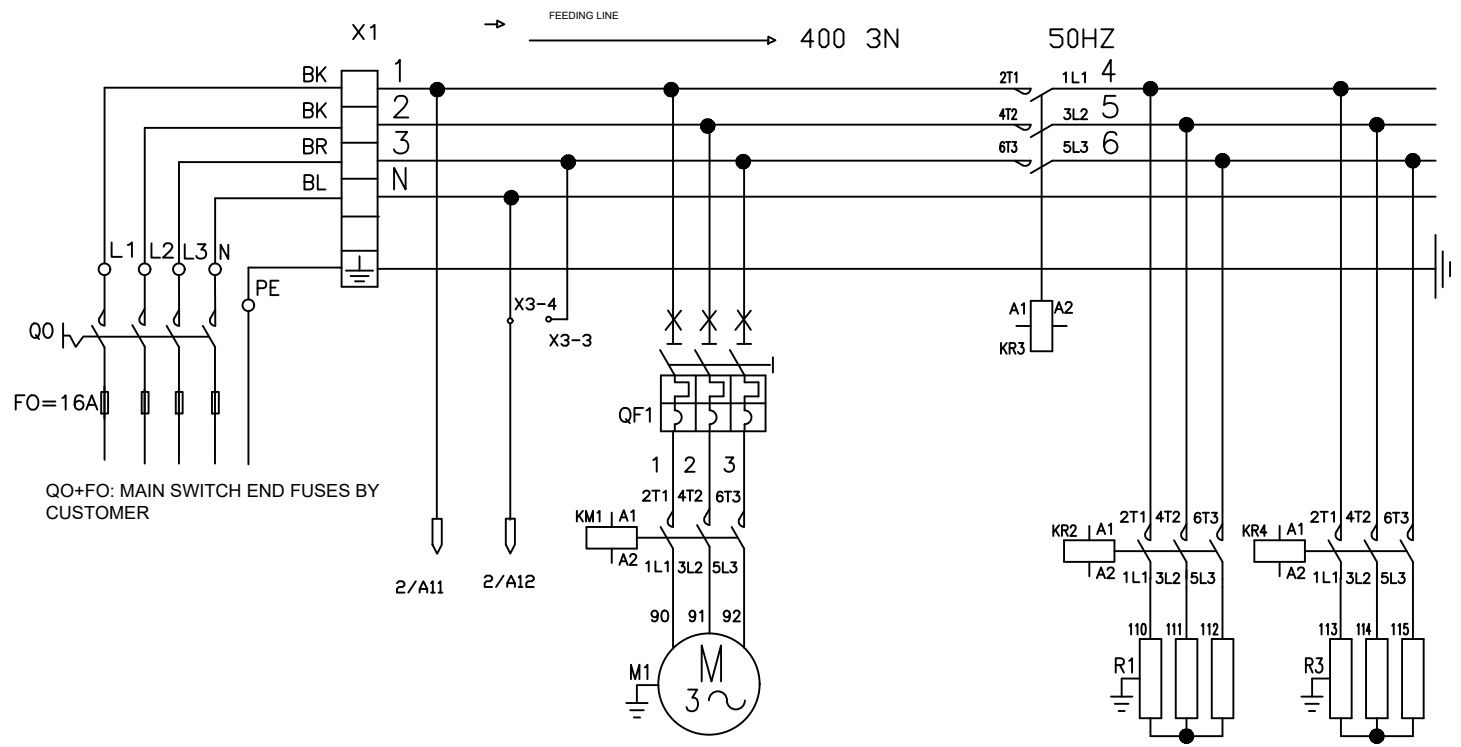 FEEDING LINE
X1
400 3N 50HZ
BK 1
BK 2
BR 3
BL N
2T1 1L1 4
4T2 3L2 5
6T3 5L3 6
L1 L2 L3 N
PE
Q0
FO=16A
QO+FO: MAIN SWITCH END FUSES BY
CUSTOMER
X3-4
X3-3
2/A11
2/A12
QF1
1 2 3
2T1 4T2 6T3
KM1 A1
A2
1L1 3L2 5L3
90 91 92
M1
M
3
A1 A2
KR3
2T1 4T2 6T3
KR2 A1
A2
1L1 3L2 5L3
110 111 112
R1
2T1 4T2 6T3
KR4 A1
A2
1L1 3L2 5L3
113 114 115
R3